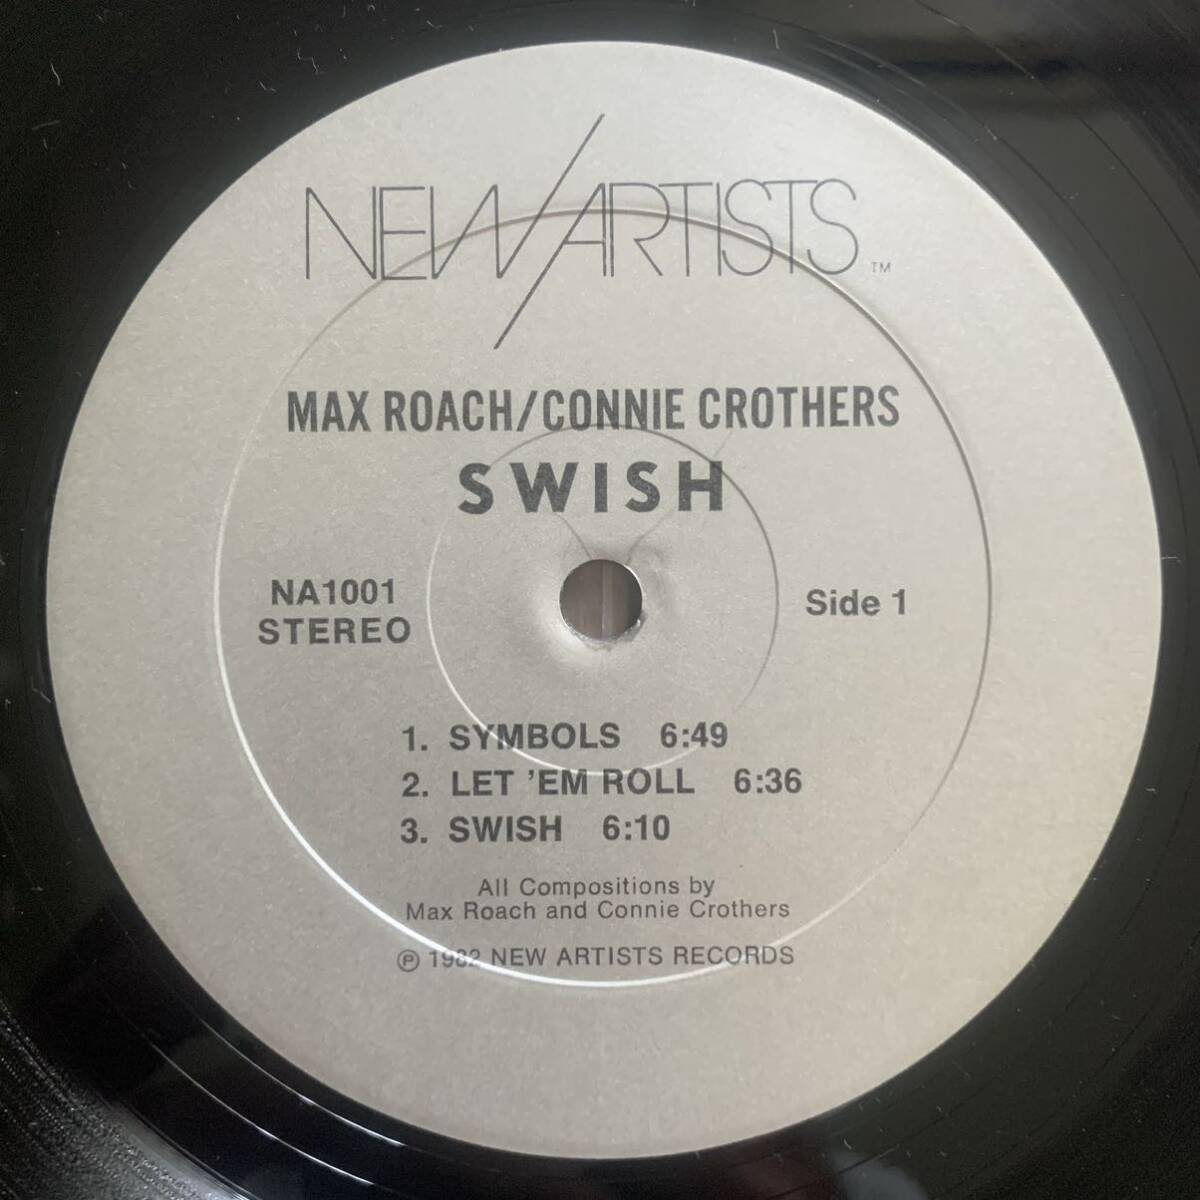 NEW/ARTISTS TM
MAX ROACH/CONNIE CROTHERS
SWISH
NA1001
STEREO
Side 1
1. SYMBOLS 6:49
2. LET 'EM ROLL 6:36
3. SWISH 6:10
All Compositions by
Max Roach and Connie Crothers
℗ 1982 NEW ARTISTS RECORDS